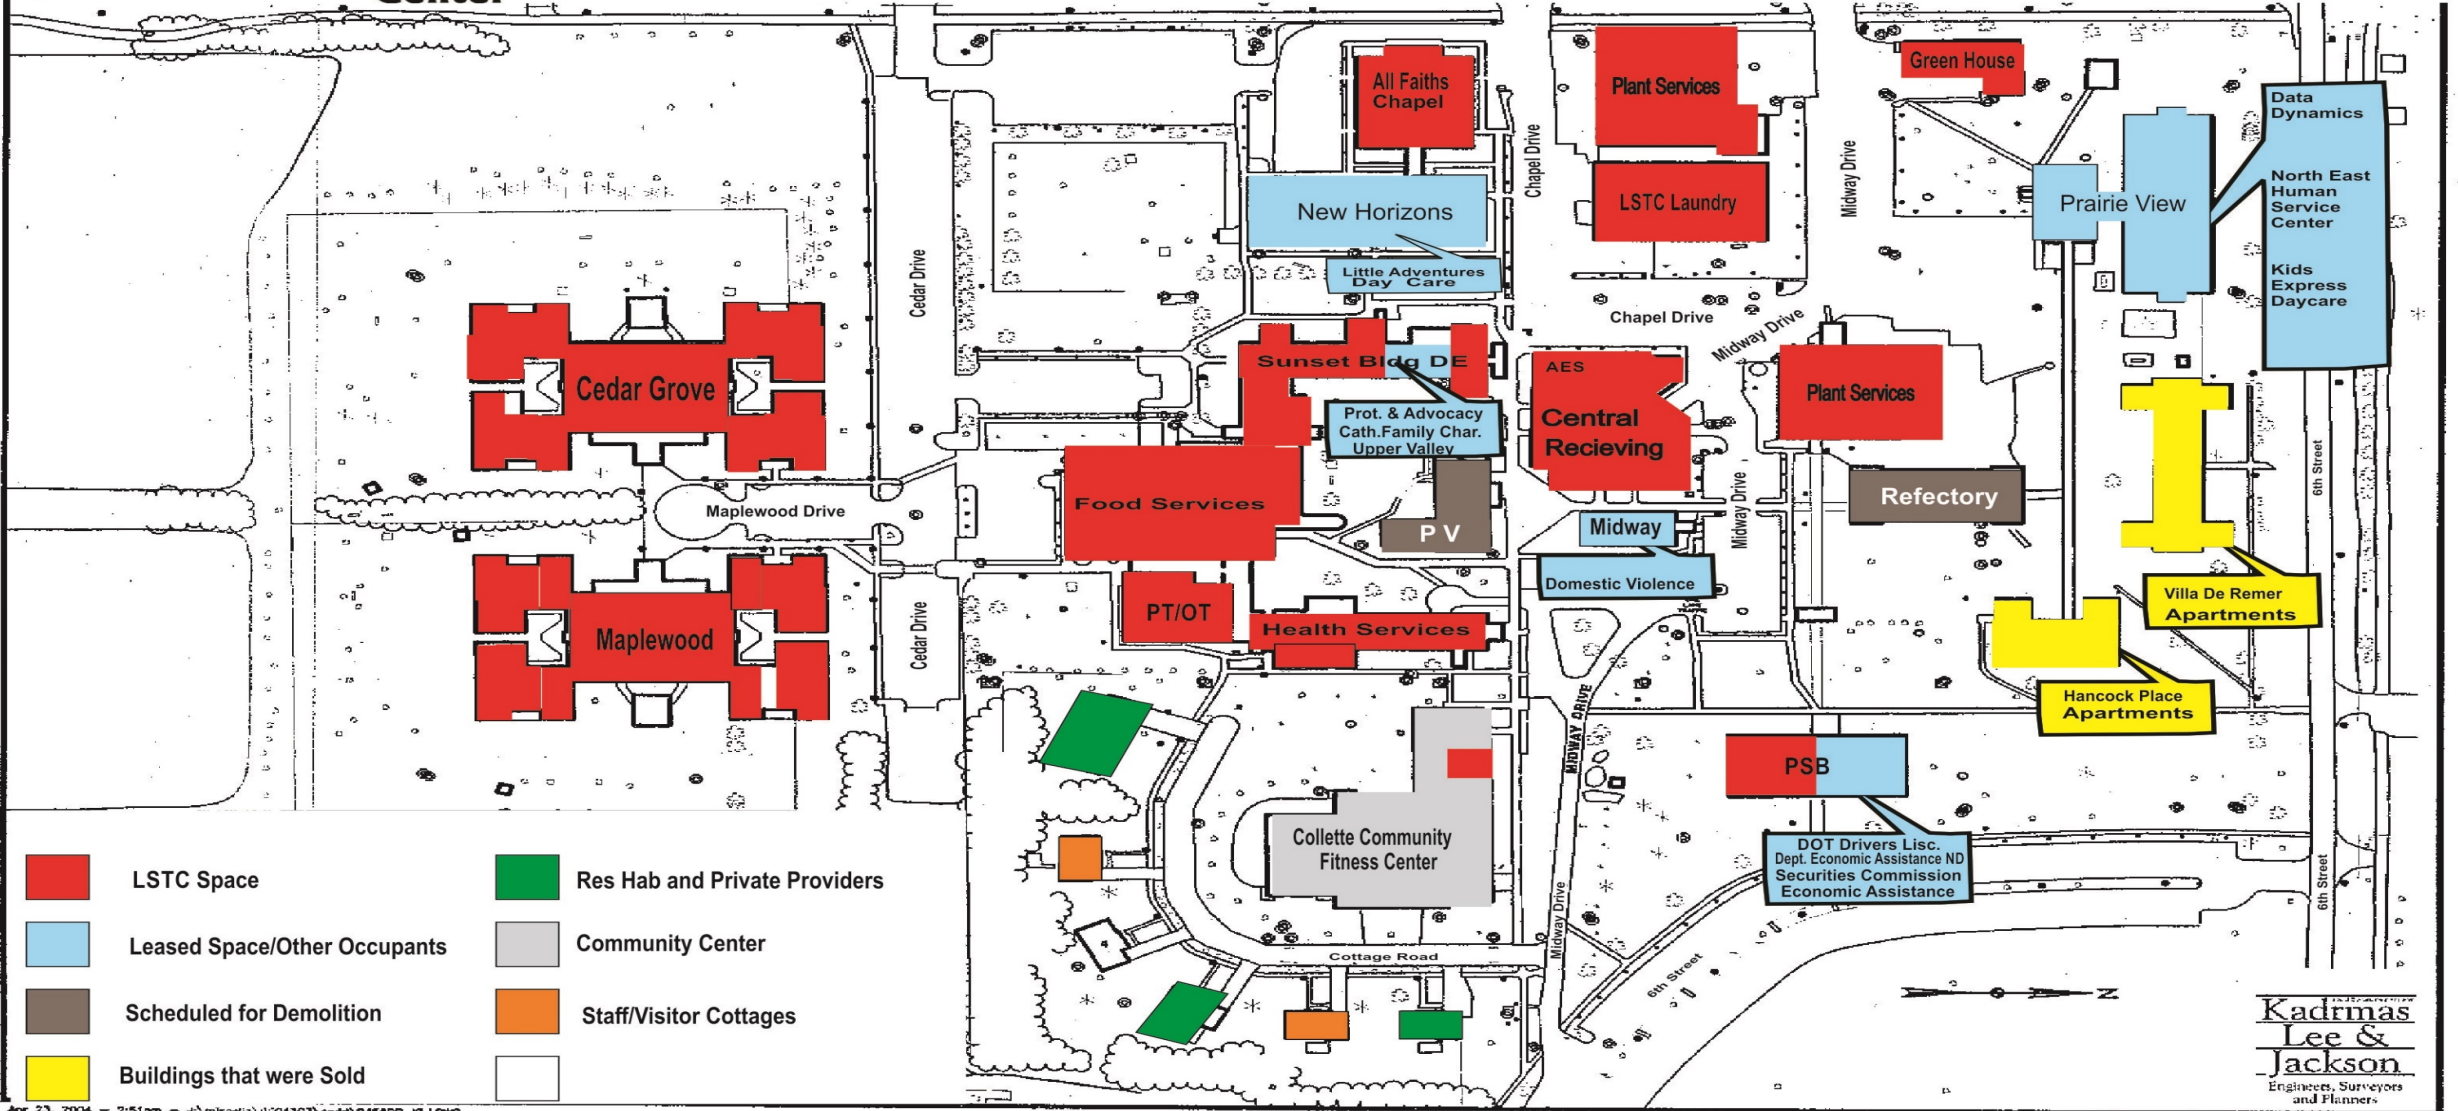 Center
Green House
All Faiths
Chapel
Plant Services
Data
Dynamics
North East
Human
Service
Center
Kids
Express
Daycare
Chapel Drive
Midway Drive
LSTC Laundry
New Horizons
Prairie View
Little Adventures
Day Care
Cedar Drive
Chapel Drive
Midway Drive
Sunset Bldg DE
AES
Cedar Grove
Plant Services
Prot. & Advocacy
Cath.Family Char.
Upper Valley
Central
Recieving
6th Street
Food Services
Refectory
Maplewood Drive
Midway Drive
P V
Midway
Domestic Violence
Villa De Remer
Apartments
PT/OT
Health Services
Maplewood
Cedar Drive
Hancock Place
Apartments
MIDWAY DRIVE
PSB
Collette Community
Fitness Center
DOT Drivers Lisc.
Dept. Economic Assistance ND
Securities Commission
Economic Assistance
6th Street
Midway Drive
4
Cottage Road
6th Street
N
LSTC Space
Leased Space/Other Occupants
Scheduled for Demolition
Buildings that were Sold
Res Hab and Private Providers
Community Center
Staff/Visitor Cottages
Kadrmas
Lee &
Jackson
Engineers, Surveyors
and Planners